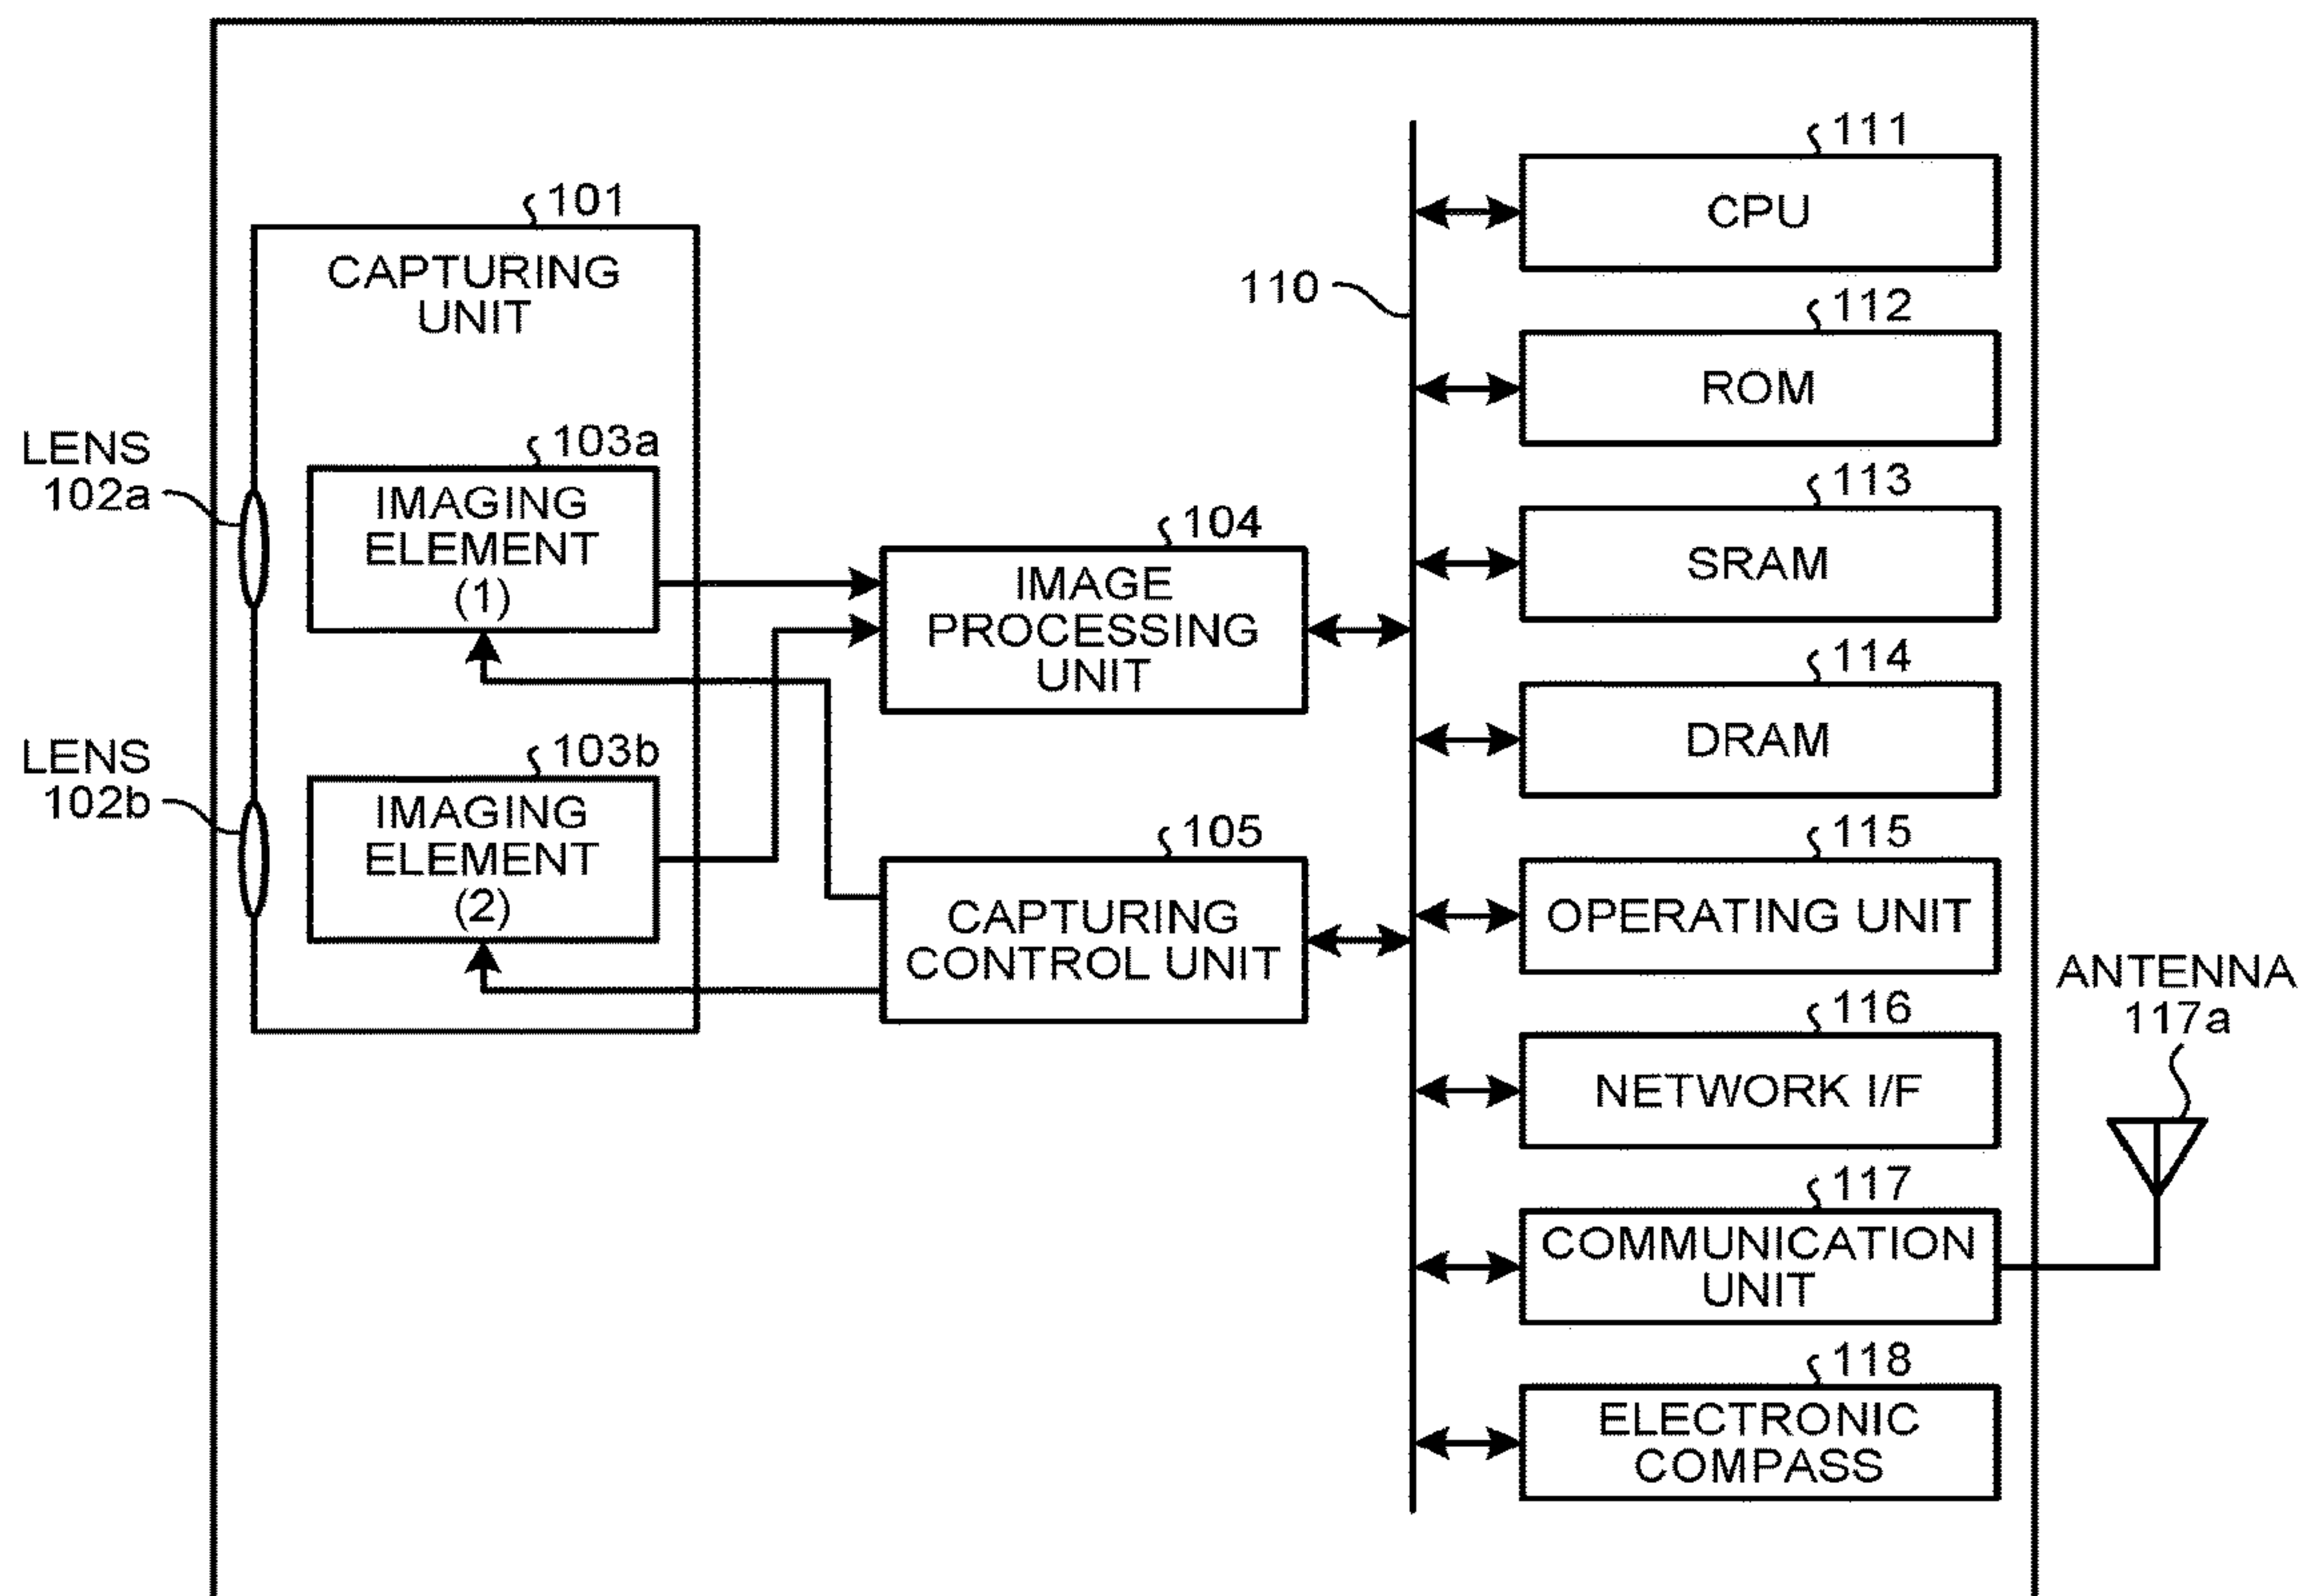 101
CAPTURING
UNIT
LENS
102a
103a
IMAGING
ELEMENT
(1)
LENS
102b
103b
IMAGING
ELEMENT
(2)
104
IMAGE
PROCESSING
UNIT
105
CAPTURING
CONTROL UNIT
110
111
CPU
112
ROM
113
SRAM
114
DRAM
115
OPERATING UNIT
116
NETWORK I/F
117
COMMUNICATION
UNIT
118
ELECTRONIC
COMPASS
ANTENNA
117a